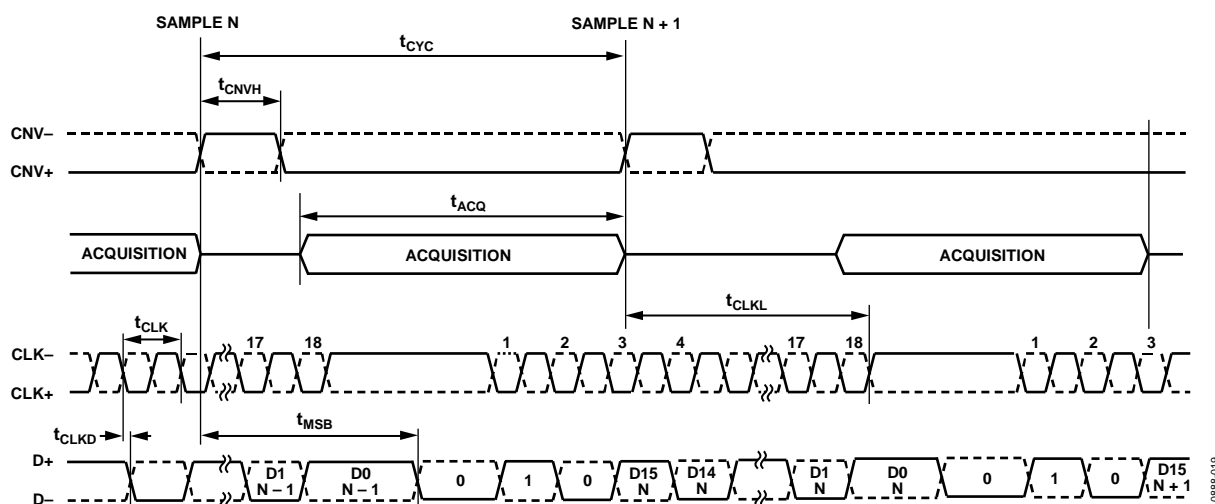 SAMPLE N SAMPLE N + 1
tCYC
tCNVH
CNV–
CNV+
tACQ
ACQUISITION ACQUISITION ACQUISITION
tCLK tCLKL
17 18 1 2 3 4 17 18 1 2 3
CLK–
CLK+
tCLKD tMSB
D+
D–
D1 N – 1
D0 N – 1
0
1
0
D15 N
D14 N
D1 N
D0 N
0
1
0
D15 N + 1